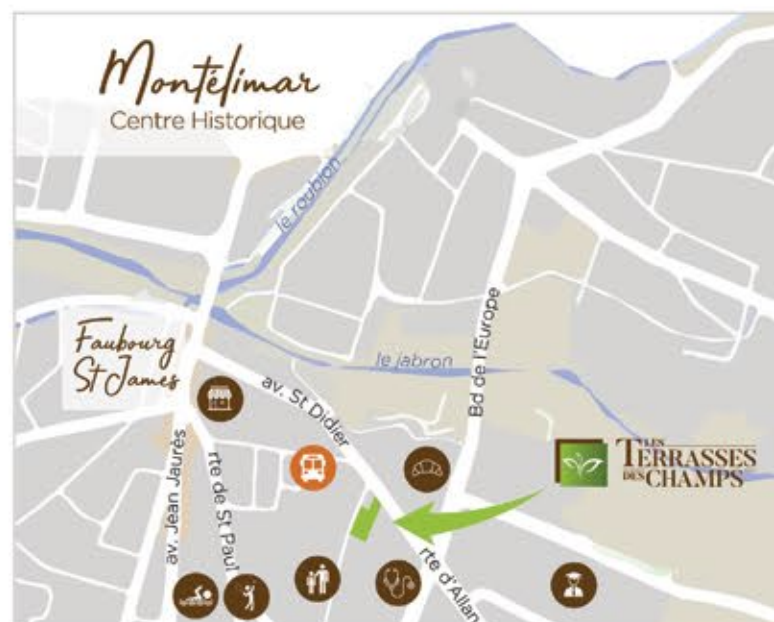 Montélimar
Centre Historique
le roubion
Faubourg
St James
le jabron
Bd de l'Europe
av. St Didier
av. Jean Jaurès
rte de St Paul
LES
TERRASSES
DES CHAMPS
rte d'Allan